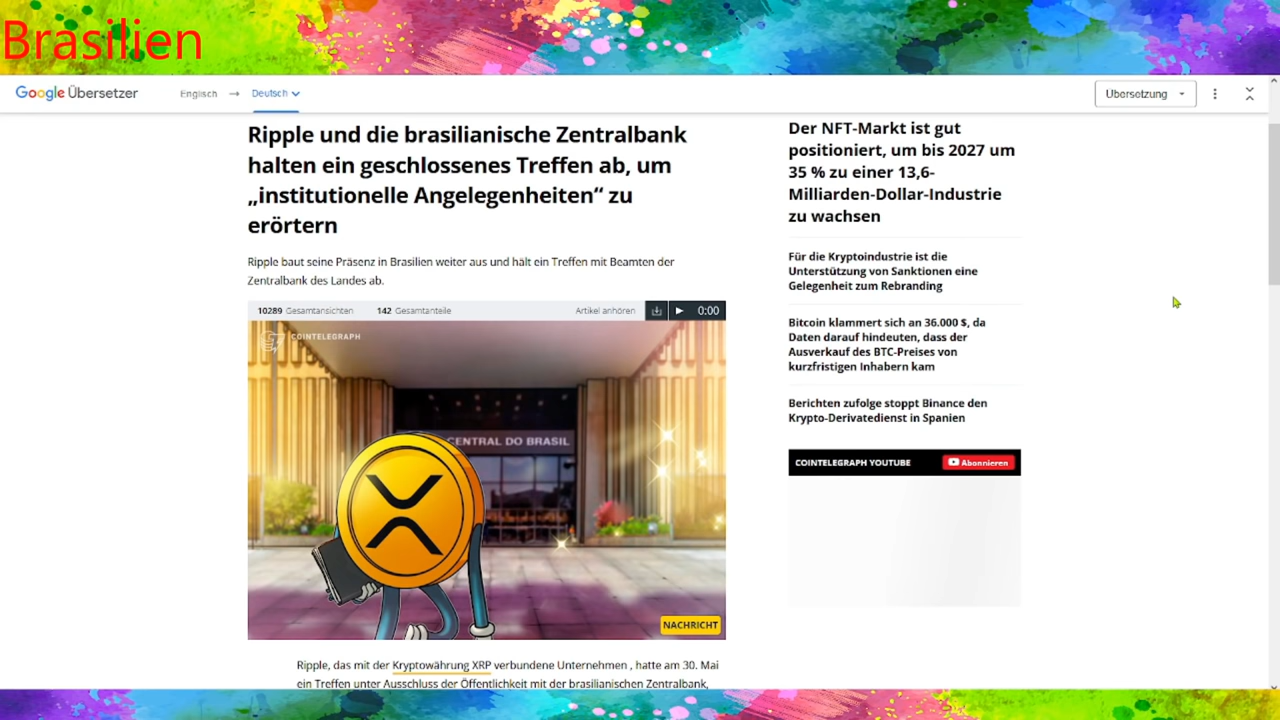 Brasilien
Google Übersetzer
Englisch → Deutsch
Übersetzung
Ripple und die brasilianische Zentralbank
halten ein geschlossenes Treffen ab, um
„institutionelle Angelegenheiten“ zu
erörtern
Ripple baut seine Präsenz in Brasilien weiter aus und hält ein Treffen mit Beamten der
Zentralbank des Landes ab.
10289 Gesamtansichten 142 Gesamtanteile Artikel anhören 0:00
COINTELEGRAPH
CENTRAL DO BRASIL
NACHRICHT
Ripple, das mit der Kryptowährung XRP verbundene Unternehmen , hatte am 30. Mai
ein Treffen unter Ausschluss der Öffentlichkeit mit der brasilianischen Zentralbank,
Der NFT-Markt ist gut
positioniert, um bis 2027 um
35 % zu einer 13,6-
Milliarden-Dollar-Industrie
zu wachsen
Für die Kryptoindustrie ist die
Unterstützung von Sanktionen eine
Gelegenheit zum Rebranding
Bitcoin klammert sich an 36.000 $, da
Daten darauf hindeuten, dass der
Ausverkauf des BTC-Preises von
kurzfristigen Inhabern kam
Berichten zufolge stoppt Binance den
Krypto-Derivatedienst in Spanien
COINTELEGRAPH YOUTUBE Abonnieren